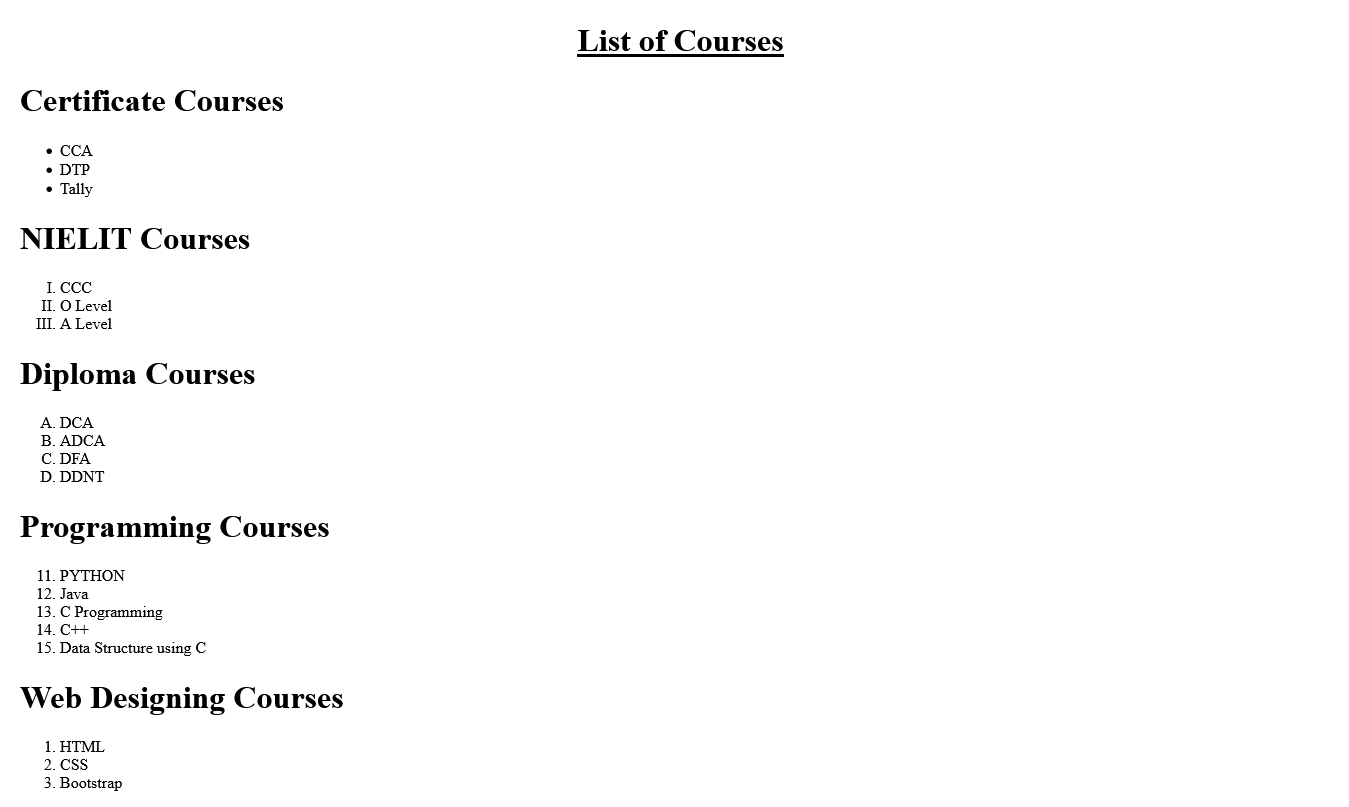 List of Courses
Certificate Courses
• CCA
• DTP
• Tally
NIELIT Courses
I. CCC
II. O Level
III. A Level
Diploma Courses
A. DCA
B. ADCA
C. DFA
D. DDNT
Programming Courses
11. PYTHON
12. Java
13. C Programming
14. C++
15. Data Structure using C
Web Designing Courses
1. HTML
2. CSS
3. Bootstrap